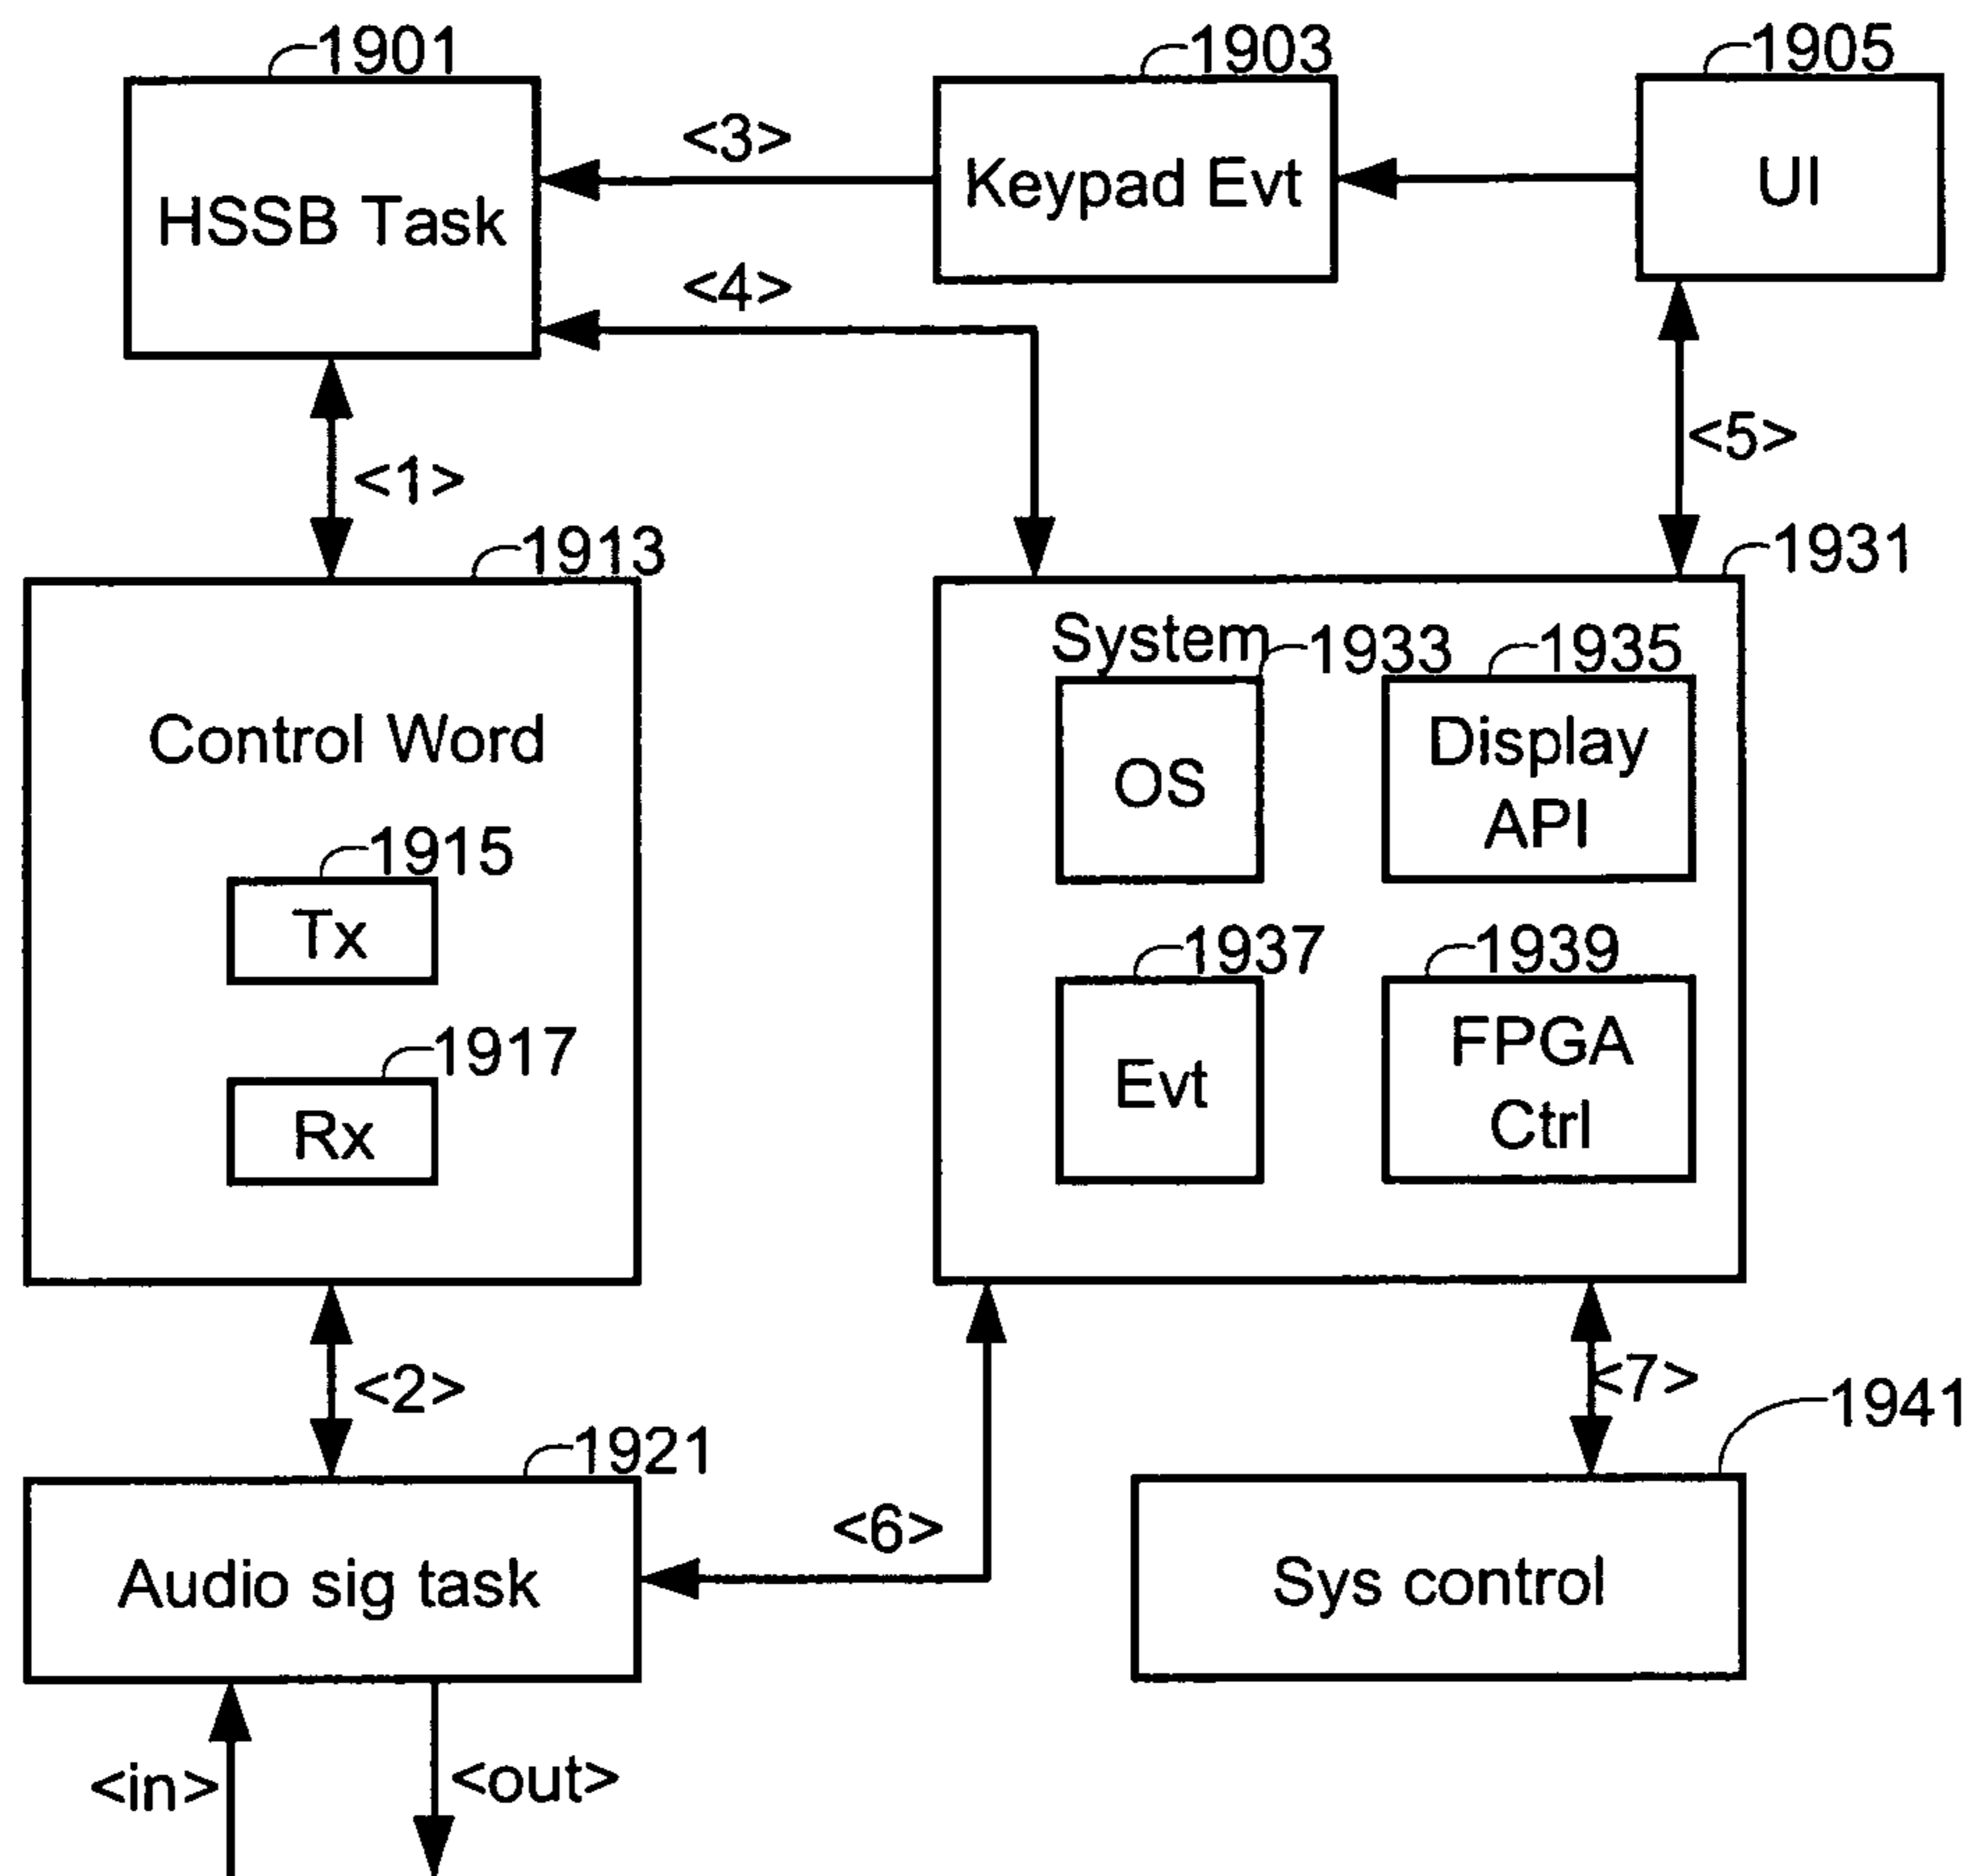 1901
1903
1905
HSSB Task
<3>
Keypad Evt
UI
<4>
<1>
<5>
1913
1931
Control Word
1915
Tx
1917
Rx
System
1933
1935
OS
Display
API
1937
1939
Evt
FPGA
Ctrl
<2>
<7>
1921
1941
Audio sig task
<6>
Sys control
<in>
<out>